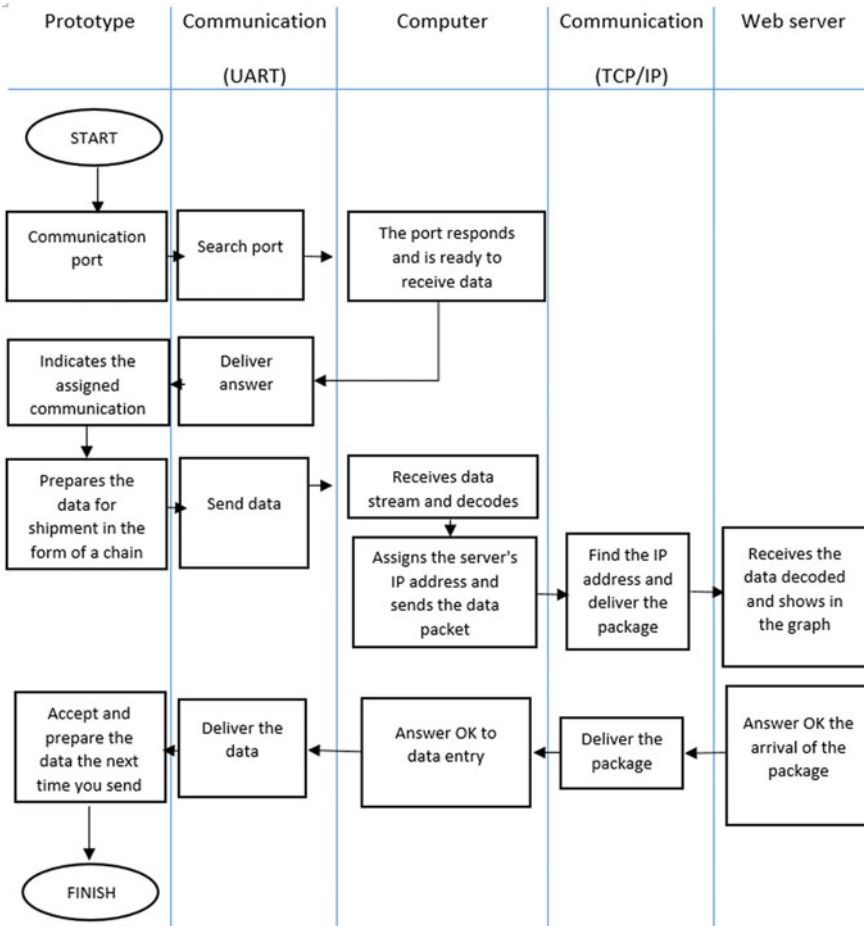 Prototype
Communication
(UART)
Computer
Communication
(TCP/IP)
Web server
START
Communication
port
Search port
The port responds
and is ready to
receive data
Indicates the
assigned
communication
Deliver
answer
Prepares the
data for
shipment in the
form of a chain
Send data
Receives data
stream and decodes
Assigns the server's
IP address and
sends the data
packet
Find the IP
address and
deliver the
package
Receives the
data decoded
and shows in
the graph
Accept and
prepare the
data the next
time you send
Deliver the
data
Answer OK to
data entry
Deliver the
package
Answer OK the
arrival of the
package
FINISH